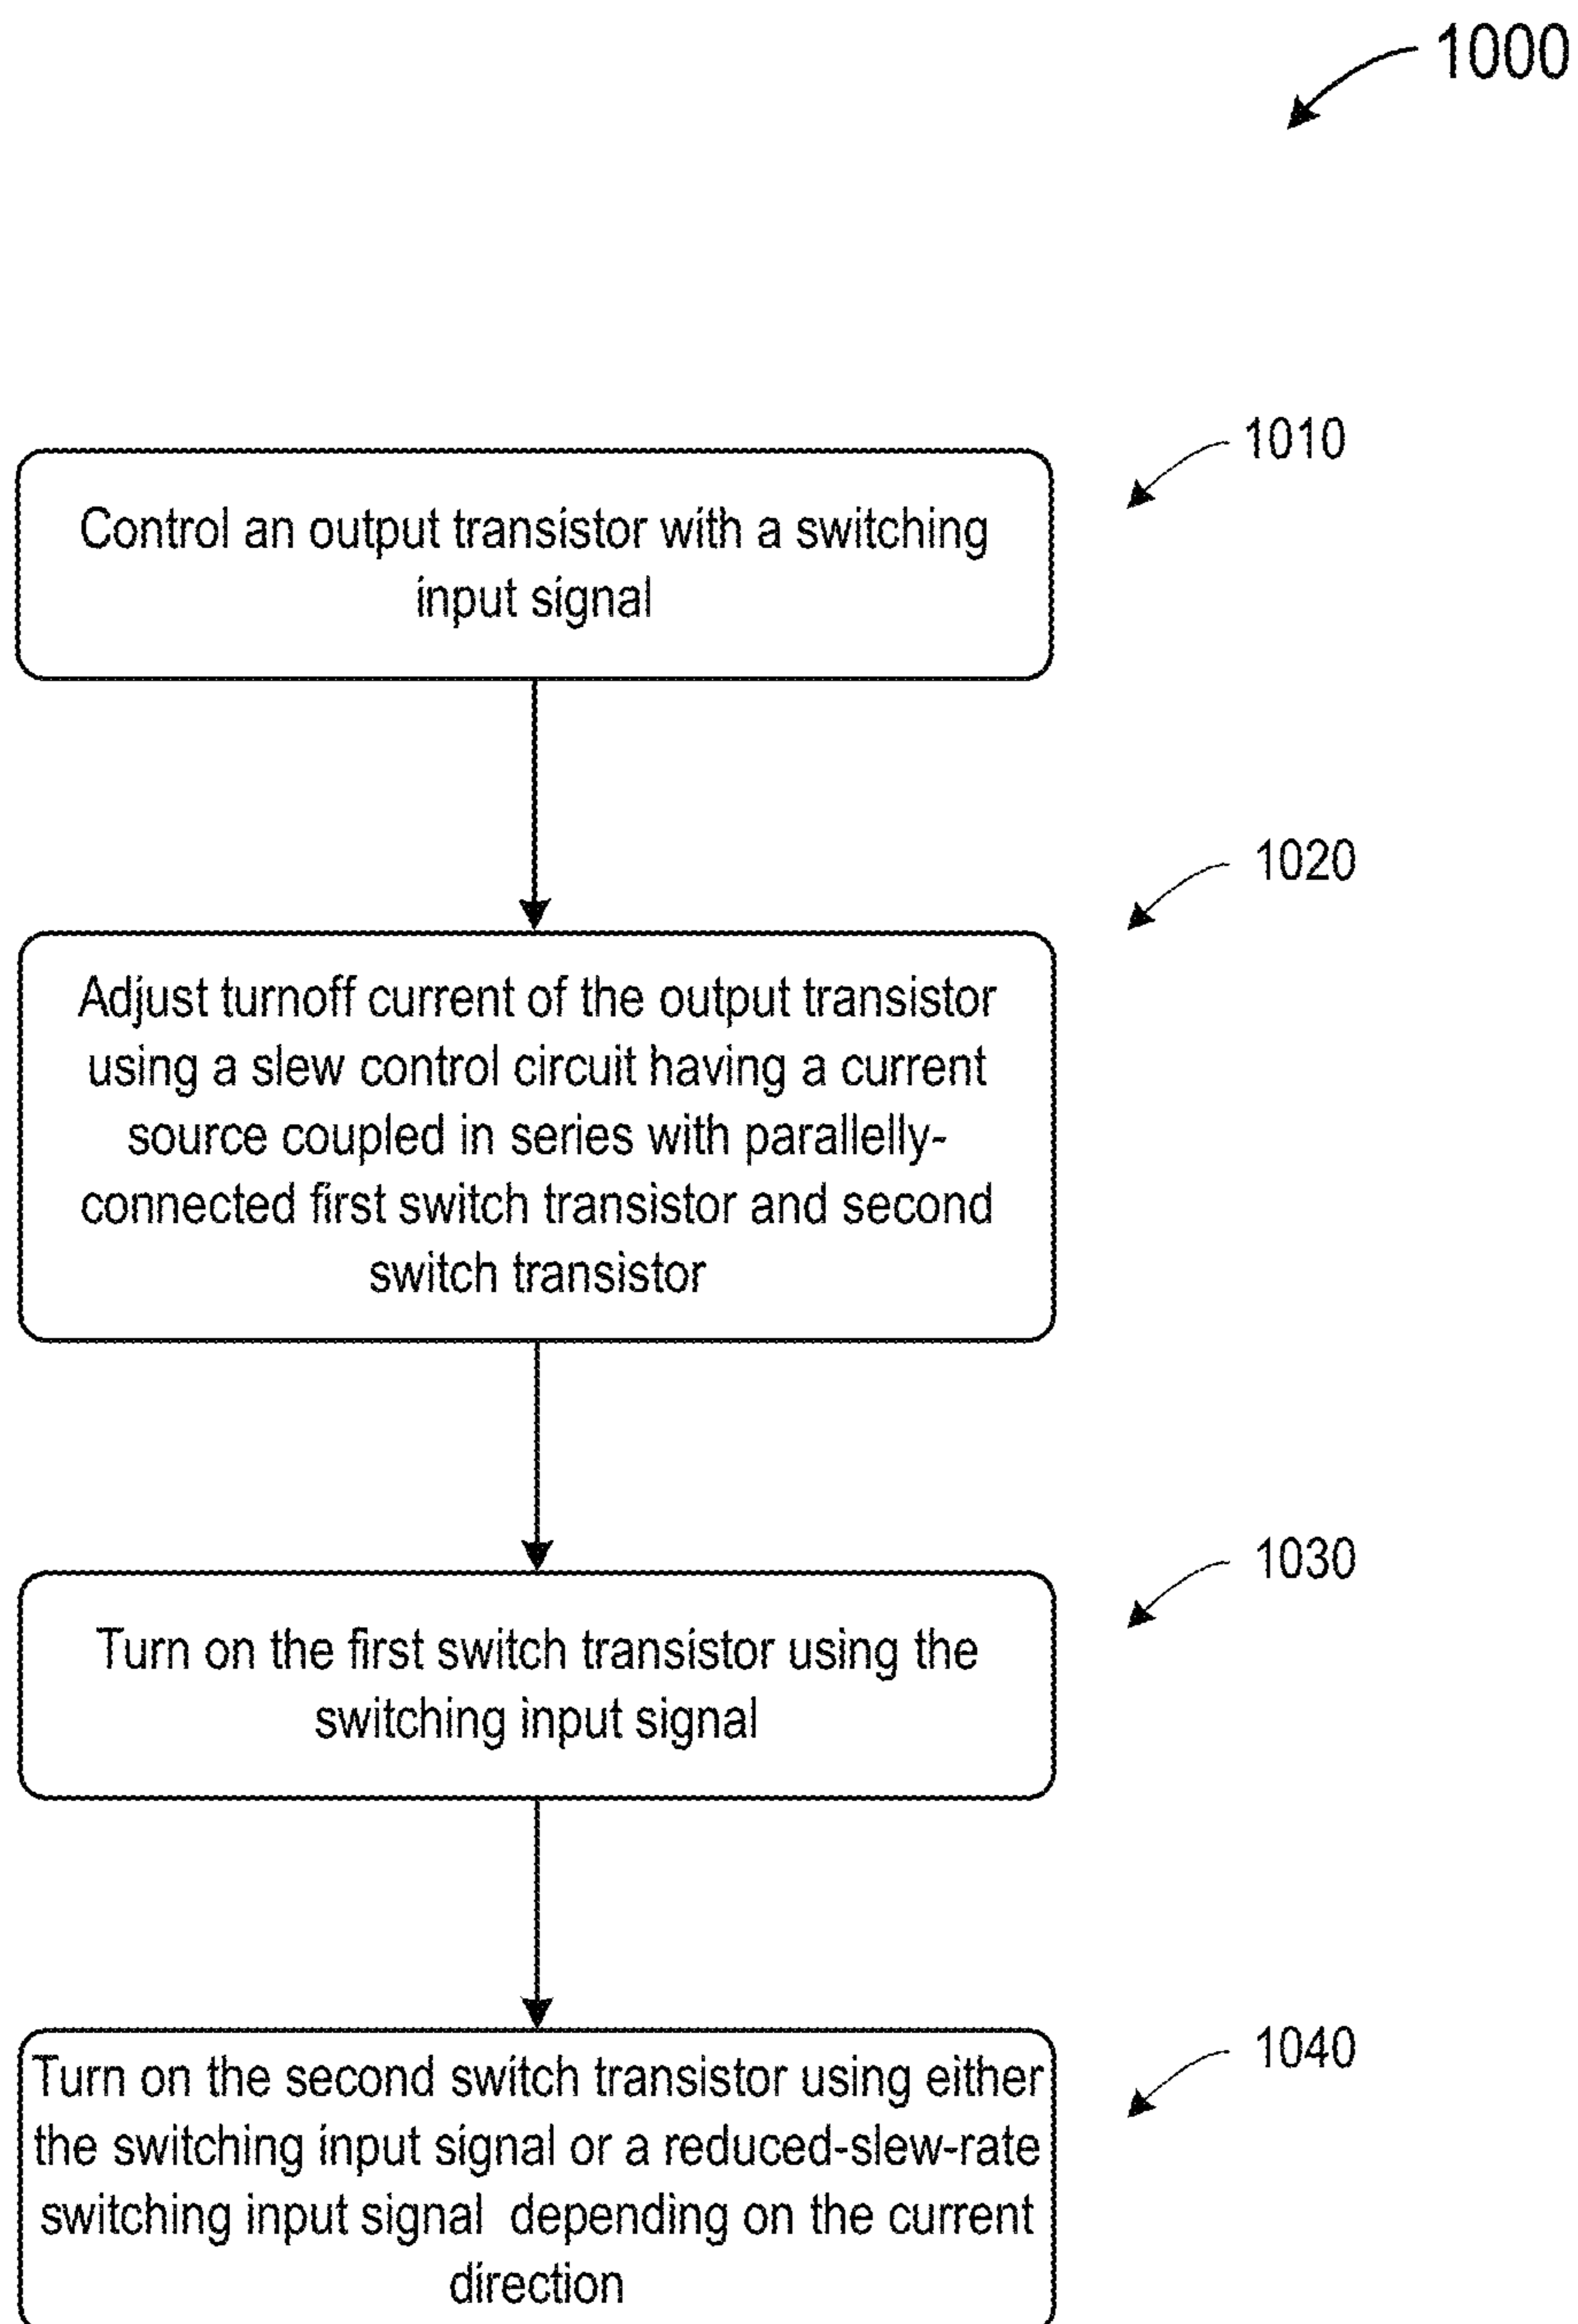 1000
1010
Control an output transistor with a switching
input signal
1020
Adjust turnoff current of the output transistor
using a slew control circuit having a current
source coupled in series with parallelly-
connected first switch transistor and second
switch transistor
1030
Turn on the first switch transistor using the
switching input signal
1040
Turn on the second switch transistor using either
the switching input signal or a reduced-slew-rate
switching input signal depending on the current
direction